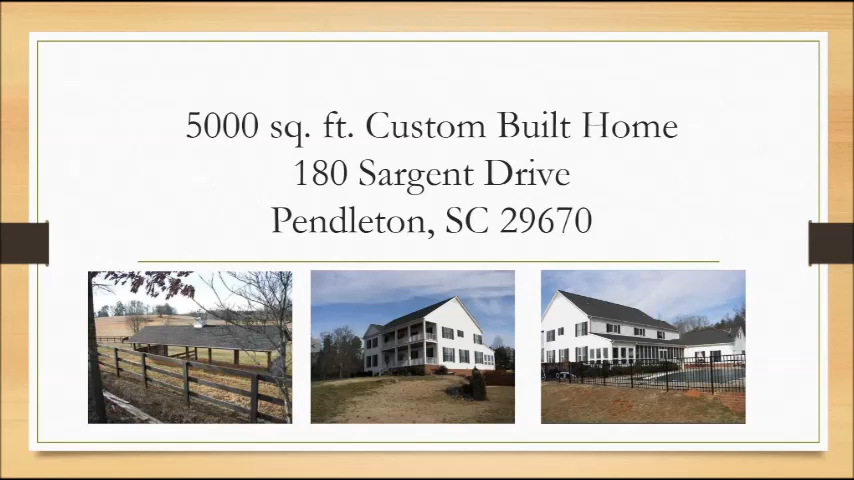 5000 sq. ft. Custom Built Home
180 Sargent Drive
Pendleton, SC 29670